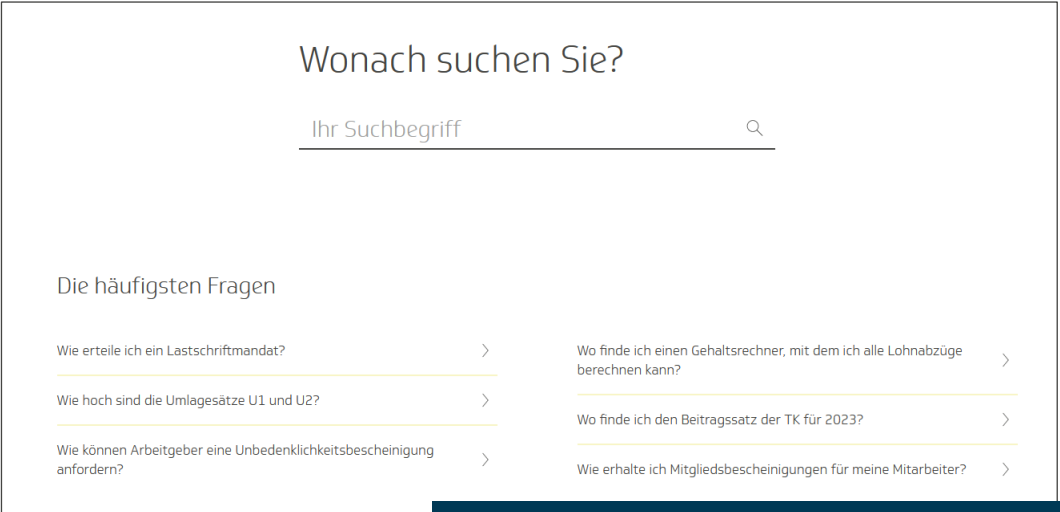 Wonach suchen Sie?
Ihr Suchbegriff
Die häufigsten Fragen
Wie erteile ich ein Lastschriftmandat?
Wie hoch sind die Umlagesätze U1 und U2?
Wie können Arbeitgeber eine Unbedenklichkeitsbescheinigung
anfordern?
Wo finde ich einen Gehaltsrechner, mit dem ich alle Lohnabzüge
berechnen kann?
Wo finde ich den Beitragssatz der TK für 2023?
Wie erhalte ich Mitgliedsbescheinigungen für meine Mitarbeiter?